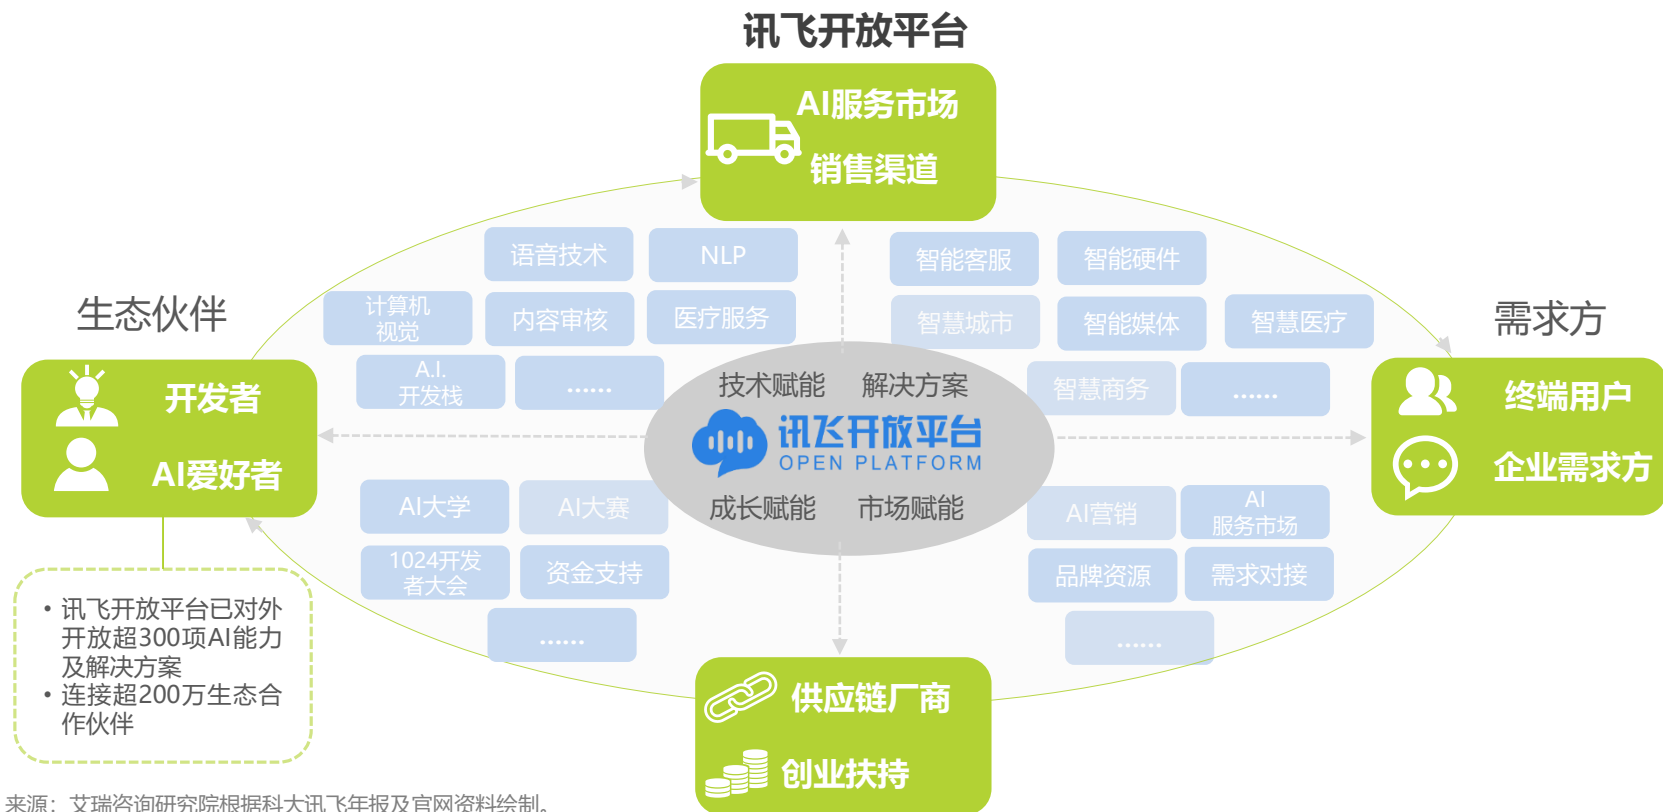 讯飞开放平台
AI服务市场
销售渠道
语音技术
NLP
智能客服
智能硬件
计算机
视觉
内容审核
医疗服务
智慧城市
智能媒体
智慧医疗
A.I.
开发栈
......
智慧商务
......
生态伙伴
开发者
AI爱好者
技术赋能
解决方案
讯飞开放平台
OPEN PLATFORM
成长赋能
市场赋能
需求方
终端用户
企业需求方
AI大学
AI大赛
1024开发
者大会
资金支持
......
AI营销
AI
服务市场
品牌资源
需求对接
......
• 讯飞开放平台已对外
开放超300项AI能力
及解决方案
• 连接超200万生态合
作伙伴
供应链厂商
创业扶持
来源：艾瑞咨询研究院根据科大讯飞年报及官网资料绘制。